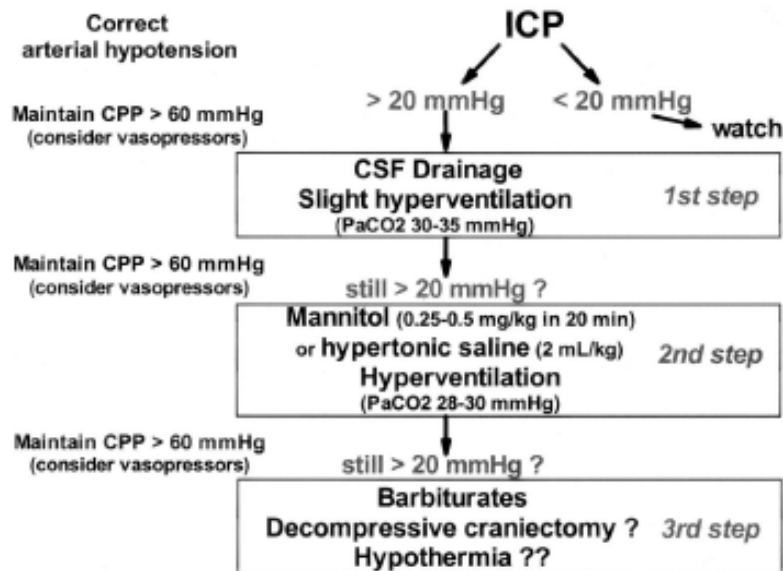 Correct
arterial hypotension
ICP
> 20 mmHg
< 20 mmHg
watch
Maintain CPP > 60 mmHg
(consider vasopressors)
CSF Drainage
Slight hyperventilation
(PaCO2 30-35 mmHg)
1st step
Maintain CPP > 60 mmHg
(consider vasopressors)
still > 20 mmHg ?
Mannitol (0.25-0.5 mg/kg in 20 min)
or hypertonic saline (2 mL/kg)
Hyperventilation
(PaCO2 28-30 mmHg)
2nd step
Maintain CPP > 60 mmHg
(consider vasopressors)
still > 20 mmHg ?
Barbiturates
Decompressive craniectomy ?
Hypothermia ??
3rd step